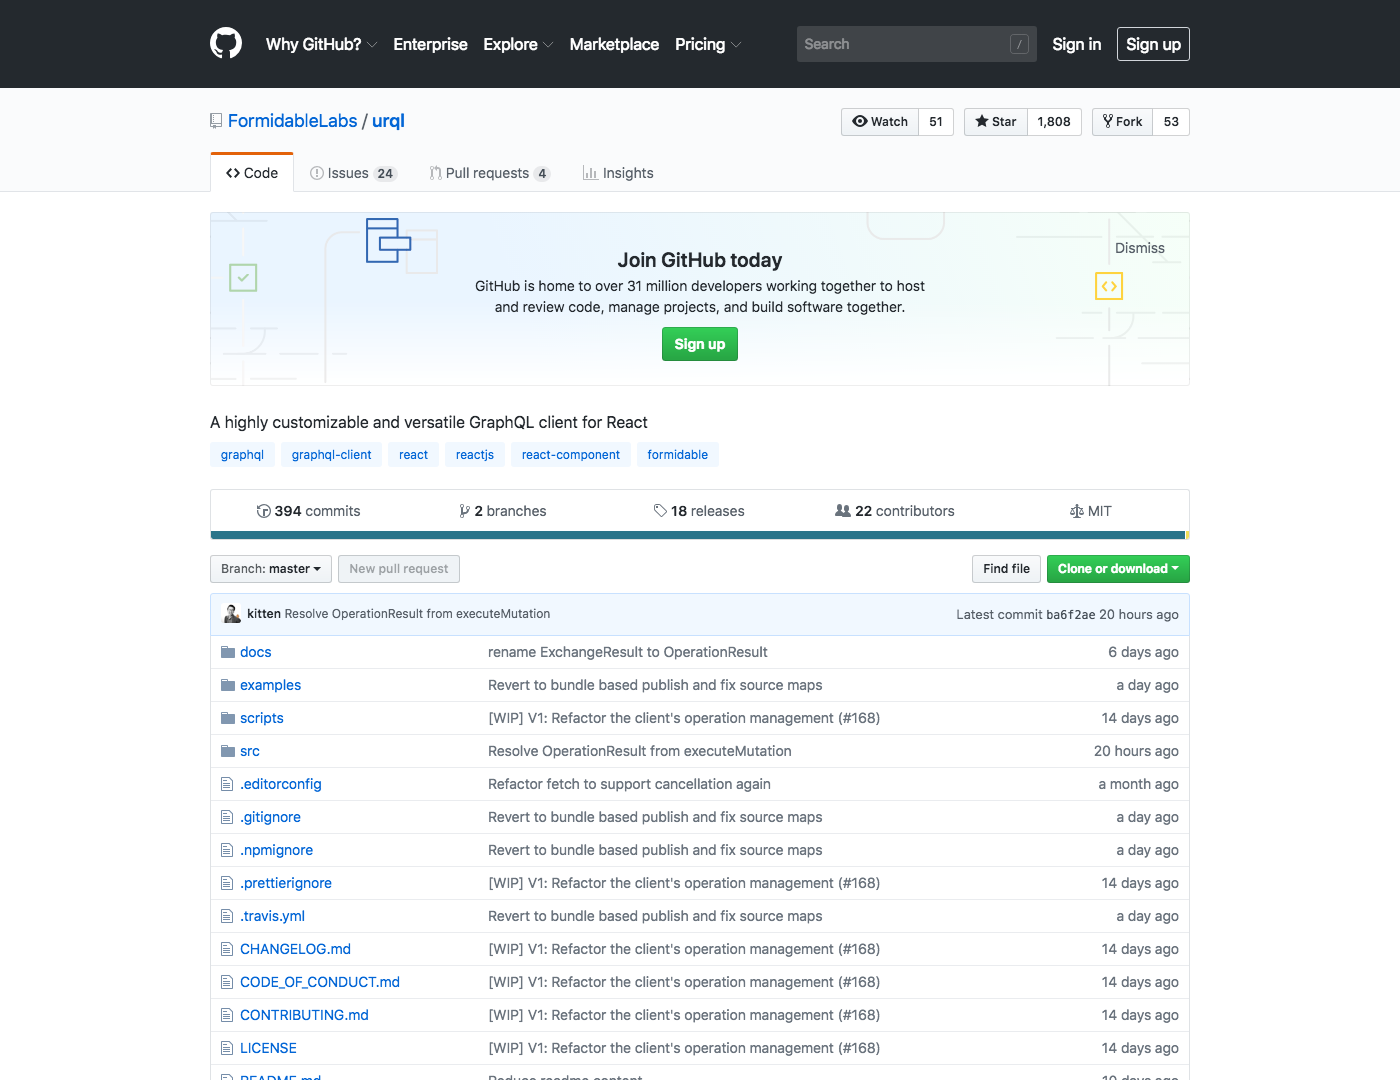 Why GitHub? Enterprise Explore Marketplace Pricing Search / Sign in Sign up
FormidableLabs / urql Watch 51 Star 1,808 Fork 53
Code Issues 24 Pull requests 4 Insights
Join GitHub today
Dismiss
GitHub is home to over 31 million developers working together to host
and review code, manage projects, and build software together.
Sign up
A highly customizable and versatile GraphQL client for React
graphql graphql-client react reactjs react-component formidable
394 commits 2 branches 18 releases 22 contributors MIT
Branch: master New pull request Find file Clone or download
kitten Resolve OperationResult from executeMutation Latest commit ba6f2ae 20 hours ago
docs rename ExchangeResult to OperationResult 6 days ago
examples Revert to bundle based publish and fix source maps a day ago
scripts [WIP] V1: Refactor the client's operation management (#168) 14 days ago
src Resolve OperationResult from executeMutation 20 hours ago
.editorconfig Refactor fetch to support cancellation again a month ago
.gitignore Revert to bundle based publish and fix source maps a day ago
.npmignore Revert to bundle based publish and fix source maps a day ago
.prettierignore [WIP] V1: Refactor the client's operation management (#168) 14 days ago
.travis.yml Revert to bundle based publish and fix source maps a day ago
CHANGELOG.md [WIP] V1: Refactor the client's operation management (#168) 14 days ago
CODE_OF_CONDUCT.md [WIP] V1: Refactor the client's operation management (#168) 14 days ago
CONTRIBUTING.md [WIP] V1: Refactor the client's operation management (#168) 14 days ago
LICENSE [WIP] V1: Refactor the client's operation management (#168) 14 days ago
README.md Reduce readme content 10 days ago